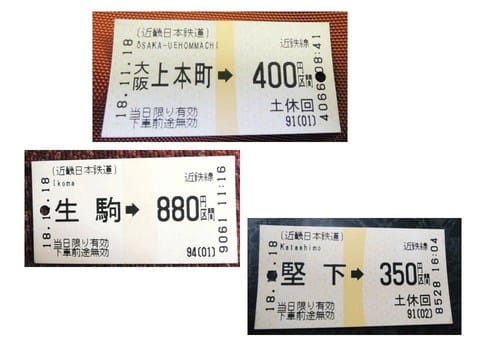 (近畿日本鉄道)
OSAKA-UEHOMMACHI
近鉄線
大阪上本町➡400円区間
当日限り有効
下車前途無効
土休回
91(01)
18.11.18
4066 08:41
(近畿日本鉄道)
Ikoma
近鉄線
生駒➡880円区間
当日限り有効
下車前途無効
94(01)
.18
9061 11:16
(近畿日本鉄道)
Katashimo
近鉄線
堅下➡350円区間
当日限り有効
下車前途無効
土休回
91(02)
18.
.18
8528 16:04